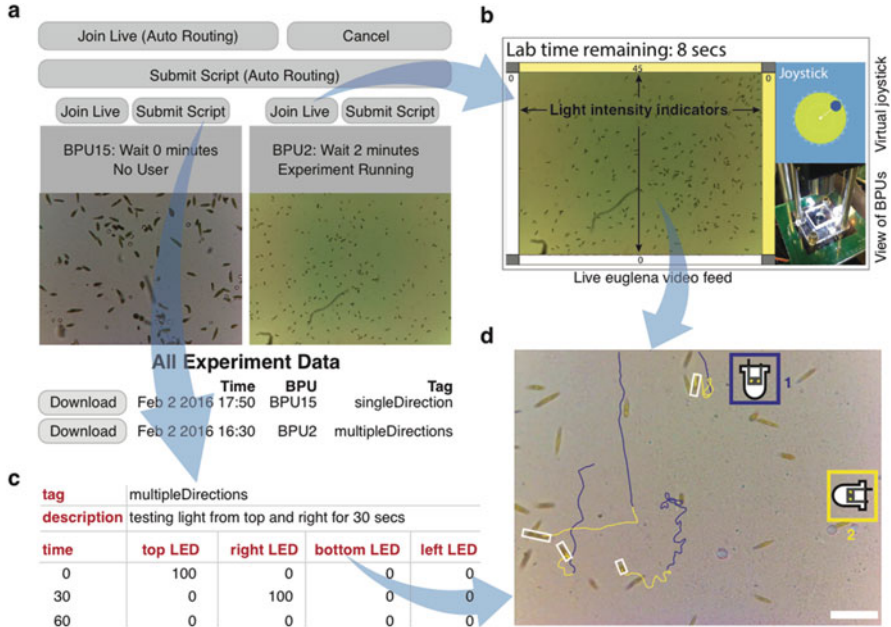 a
Join Live (Auto Routing) Cancel
Submit Script (Auto Routing)
Join Live Submit Script Join Live Submit Script
BPU15: Wait 0 minutes
No User
BPU2: Wait 2 minutes
Experiment Running
All Experiment Data
Time BPU Tag
Download Feb 2 2016 17:50 BPU15 singleDirection
Download Feb 2 2016 16:30 BPU2 multipleDirections
b
Lab time remaining: 8 secs
0 45 0
Light intensity indicators
0
Live euglena video feed
Joystick
Virtual joystick
View of BPUs
c
tag multipleDirections
description testing light from top and right for 30 secs
time top LED right LED bottom LED left LED
0 100 0 0 0
30 0 100 0 0
60 0 0 0 0
d
1
2